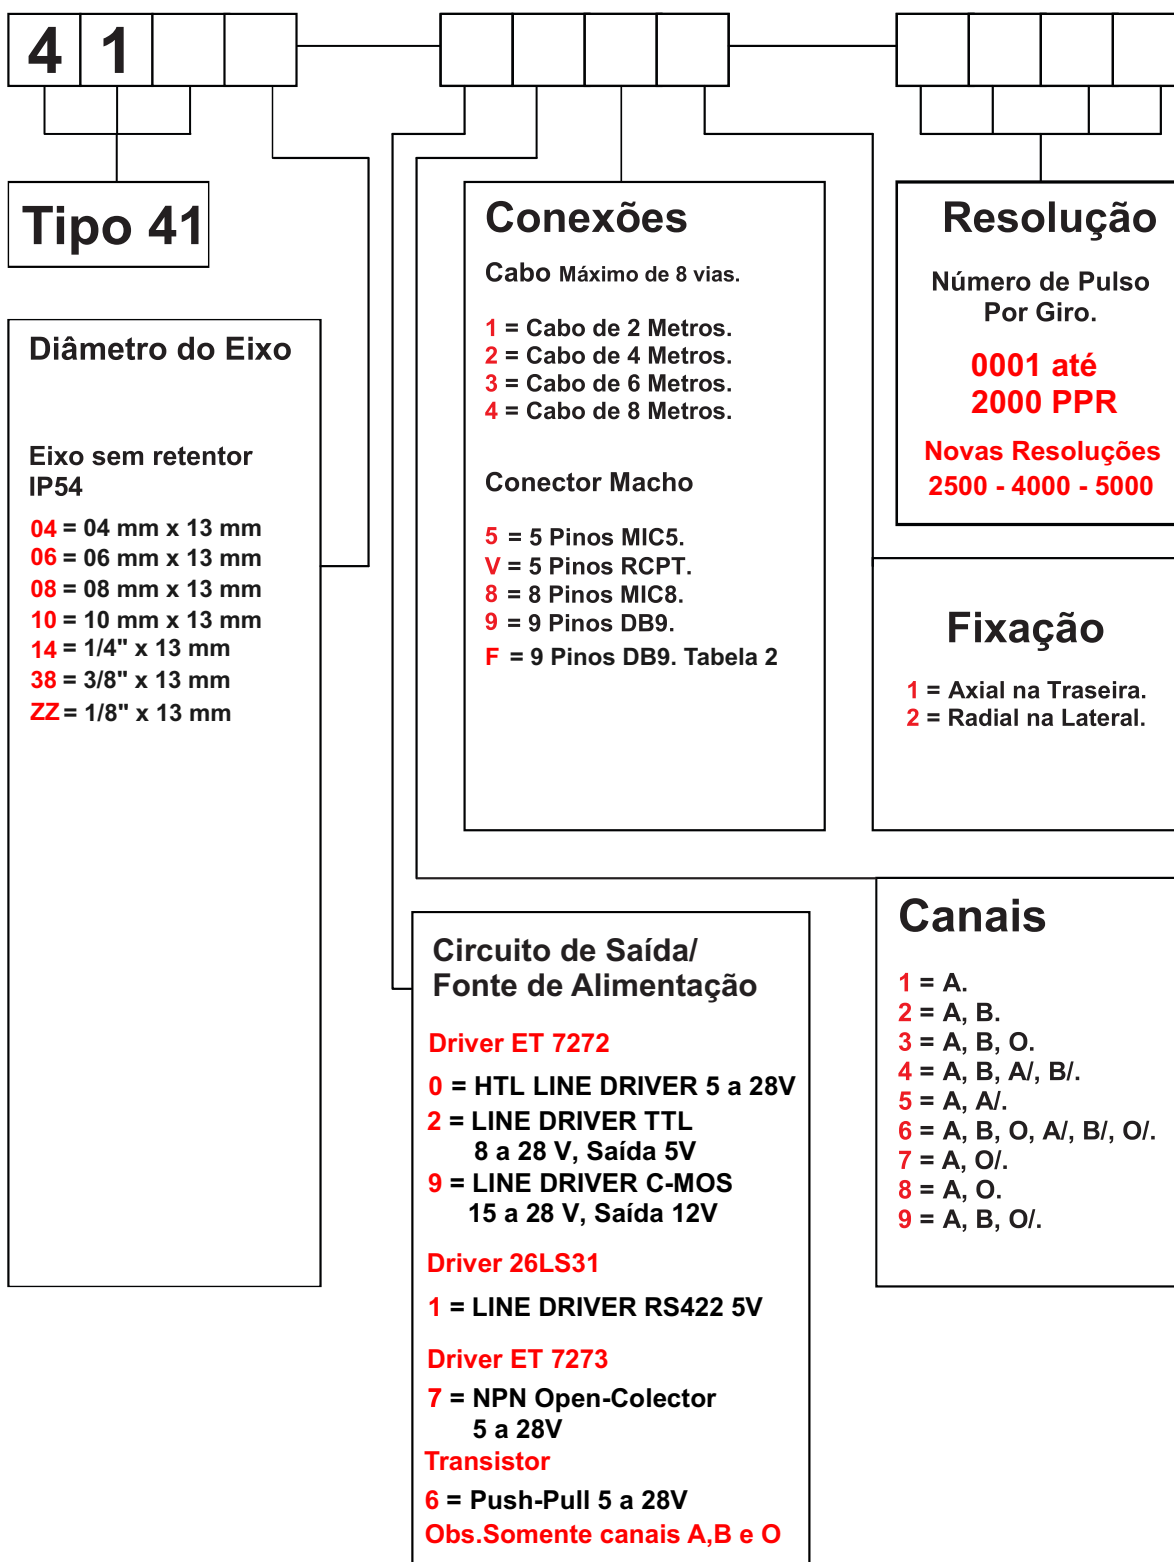 4 1
Tipo 41
Diâmetro do Eixo
Eixo sem retentor
IP54
04 = 04 mm x 13 mm
06 = 06 mm x 13 mm
08 = 08 mm x 13 mm
10 = 10 mm x 13 mm
14 = 1/4" x 13 mm
38 = 3/8" x 13 mm
ZZ = 1/8" x 13 mm
Conexões
Cabo Máximo de 8 vias.
1 = Cabo de 2 Metros.
2 = Cabo de 4 Metros.
3 = Cabo de 6 Metros.
4 = Cabo de 8 Metros.
Conector Macho
5 = 5 Pinos MIC5.
V = 5 Pinos RCPT.
8 = 8 Pinos MIC8.
9 = 9 Pinos DB9.
F = 9 Pinos DB9. Tabela 2
Resolução
Número de Pulso
Por Giro.
0001 até
2000 PPR
Novas Resoluções
2500 - 4000 - 5000
Fixação
1 = Axial na Traseira.
2 = Radial na Lateral.
Circuito de Saída/
Fonte de Alimentação
Driver ET 7272
0 = HTL LINE DRIVER 5 a 28V
2 = LINE DRIVER TTL
8 a 28 V, Saída 5V
9 = LINE DRIVER C-MOS
15 a 28 V, Saída 12V
Driver 26LS31
1 = LINE DRIVER RS422 5V
Driver ET 7273
7 = NPN Open-Colector
5 a 28V
Transistor
6 = Push-Pull 5 a 28V
Obs.Somente canais A,B e O
Canais
1 = A.
2 = A, B.
3 = A, B, O.
4 = A, B, A/, B/.
5 = A, A/.
6 = A, B, O, A/, B/, O/.
7 = A, O/.
8 = A, O.
9 = A, B, O/.